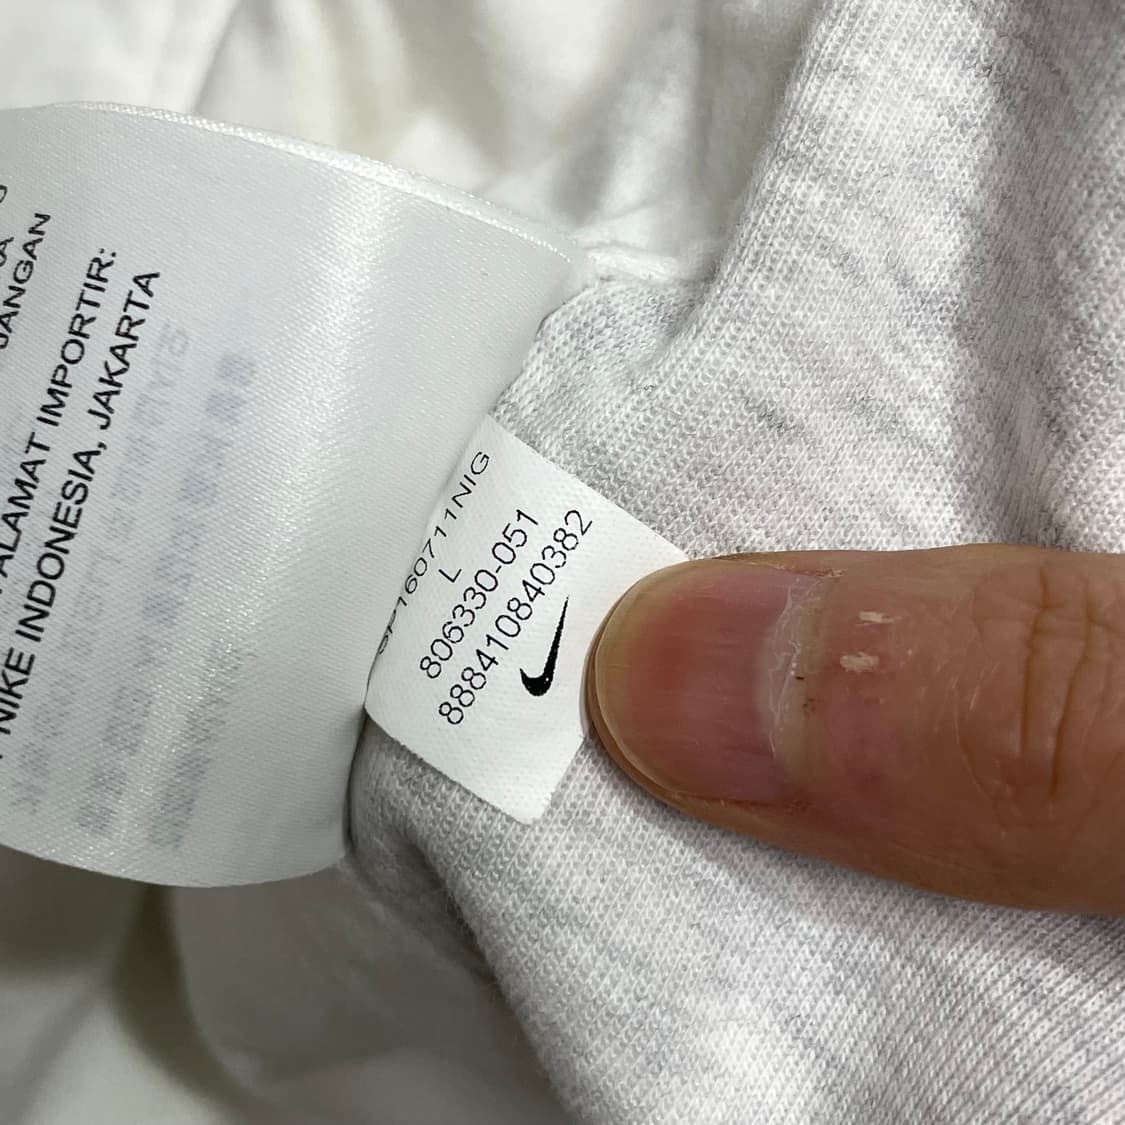 JANGAN
ALAMAT IMPORTIR:
NIKE INDONESIA, JAKARTA
SP160711NIG
L
806330-051
888410840382